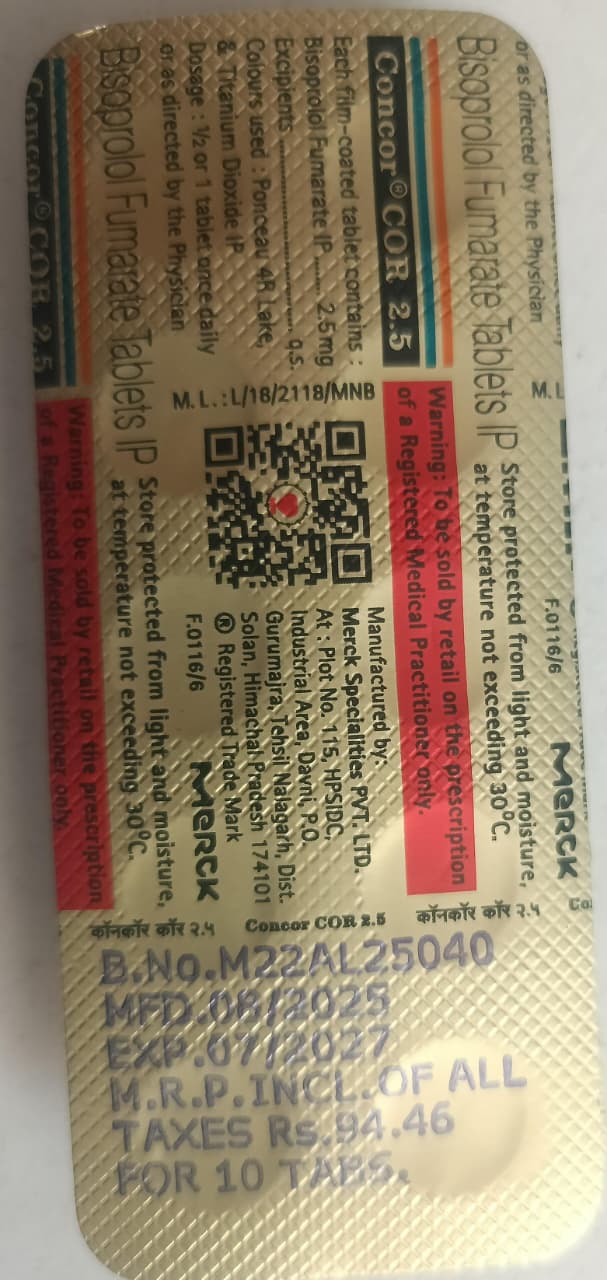 or as directed by the Physician
Bisoprolol Fumarate Tablets IP
Store protected from light and moisture,
at temperature not exceeding 30°C.
M.L
F.0116/6
MERCK
Concor® COR 2.5
Warning: To be sold by retail on the prescription
of a Registered Medical Practitioner only.
Each film-coated tablet contains :
Bisoprolol Fumarate IP ...... 2.5 mg
Excipients ........................ q.s.
Colours used : Ponceau 4R Lake,
& Titanium Dioxide IP
Dosage : ½ or 1 tablet once daily
or as directed by the Physician
M.L.:L/18/2118/MNB
Manufactured by:
Merck Specialities PVT. LTD.
At : Plot No. 115, HPSIDC,
Industrial Area, Davni, P.O.
Gurumajra, Tehsil Nalagarh, Dist.
Solan, Himachal Pradesh 174101
® Registered Trade Mark
F.0116/6
MERCK
Bisoprolol Fumarate Tablets IP
Store protected from light and moisture,
at temperature not exceeding 30°C.
Concor® COR 2.5
Warning: To be sold by retail on the prescription
of a Registered Medical Practitioner only.
कॉनकॉर कॉर २.५ Concor COR 2.5 कॉनकॉर कॉर २.५ Co
B.No.M22AL25040
MFD.08/2025
EXP.07/2027
M.R.P.INCL.OF ALL
TAXES Rs.94.46
FOR 10 TABS.